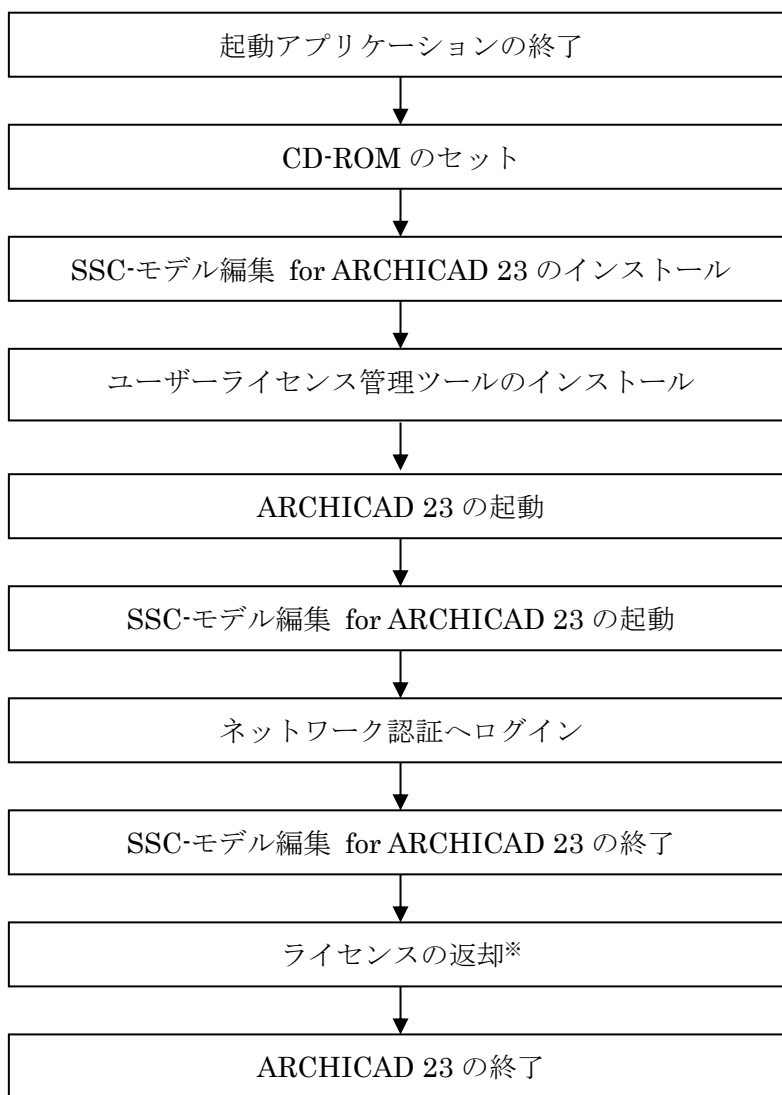 起動アプリケーションの終了
CD-ROM のセット
SSC-モデル編集 for ARCHICAD 23 のインストール
ユーザーライセンス管理ツールのインストール
ARCHICAD 23 の起動
SSC-モデル編集 for ARCHICAD 23 の起動
ネットワーク認証へログイン
SSC-モデル編集 for ARCHICAD 23 の終了
ライセンスの返却※
ARCHICAD 23 の終了